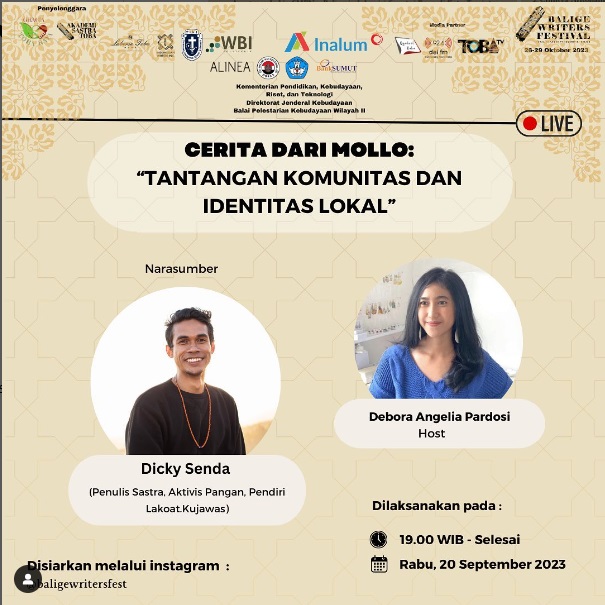 Penyelenggara
AKADEMI
SASTRA
TOBA
WBI
ALINEA
Inalum
Bank SUMUT
Media Partner
TOBA TV
BALIGE
WRITERS
FESTIVAL
26-29 Oktober 2023
Kementerian Pendidikan, Kebudayaan,
Riset, dan Teknologi
Direktorat Jenderal Kebudayaan
Balai Pelestarian Kebudayaan Wilayah II
LIVE
CERITA DARI MOLLO:
“TANTANGAN KOMUNITAS DAN
IDENTITAS LOKAL”
Narasumber
Dicky Senda
(Penulis Sastra, Aktivis Pangan, Pendiri
Lakoat.Kujawas)
Debora Angelia Pardosi
Host
Dilaksanakan pada :
19.00 WIB - Selesai
Rabu, 20 September 2023
Disiarkan melalui instagram :
baligewritersfest